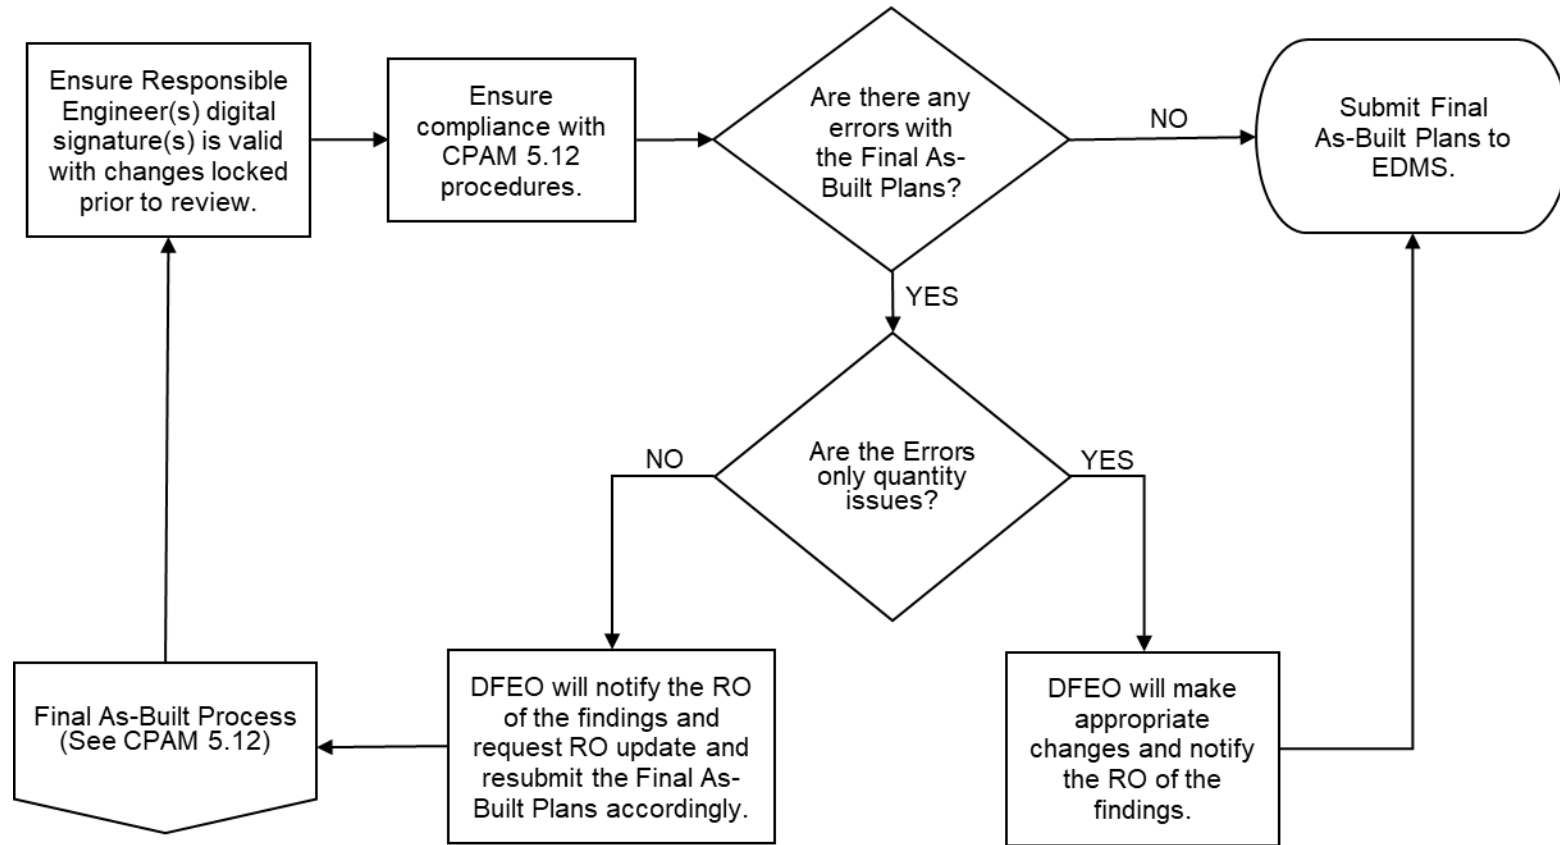 Ensure Responsible
Engineer(s) digital
signature(s) is valid
with changes locked
prior to review.
Ensure
compliance with
CPAM 5.12
procedures.
Are there any
errors with
the Final As-
Built Plans?
NO
Submit Final
As-Built Plans to
EDMS.
YES
Are the Errors
only quantity
issues?
NO
YES
Final As-Built Process
(See CPAM 5.12)
DFEO will notify the RO
of the findings and
request RO update and
resubmit the Final As-
Built Plans accordingly.
DFEO will make
appropriate
changes and notify
the RO of the
findings.